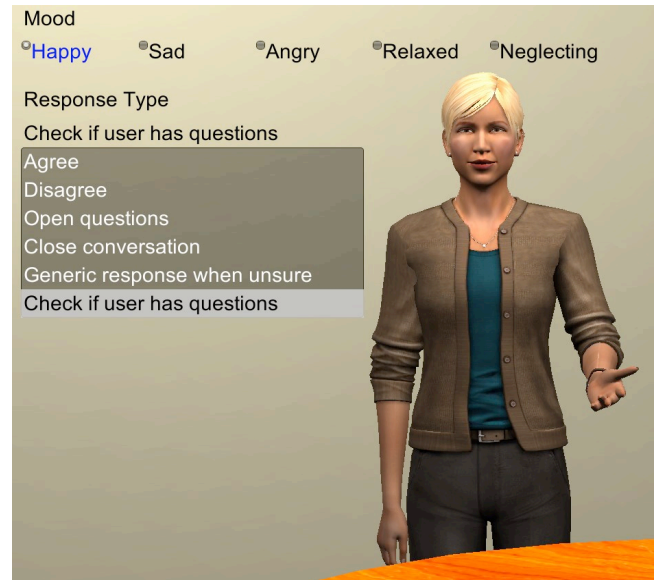 Mood
Happy Sad Angry Relaxed Neglecting
Response Type
Check if user has questions
Agree
Disagree
Open questions
Close conversation
Generic response when unsure
Check if user has questions